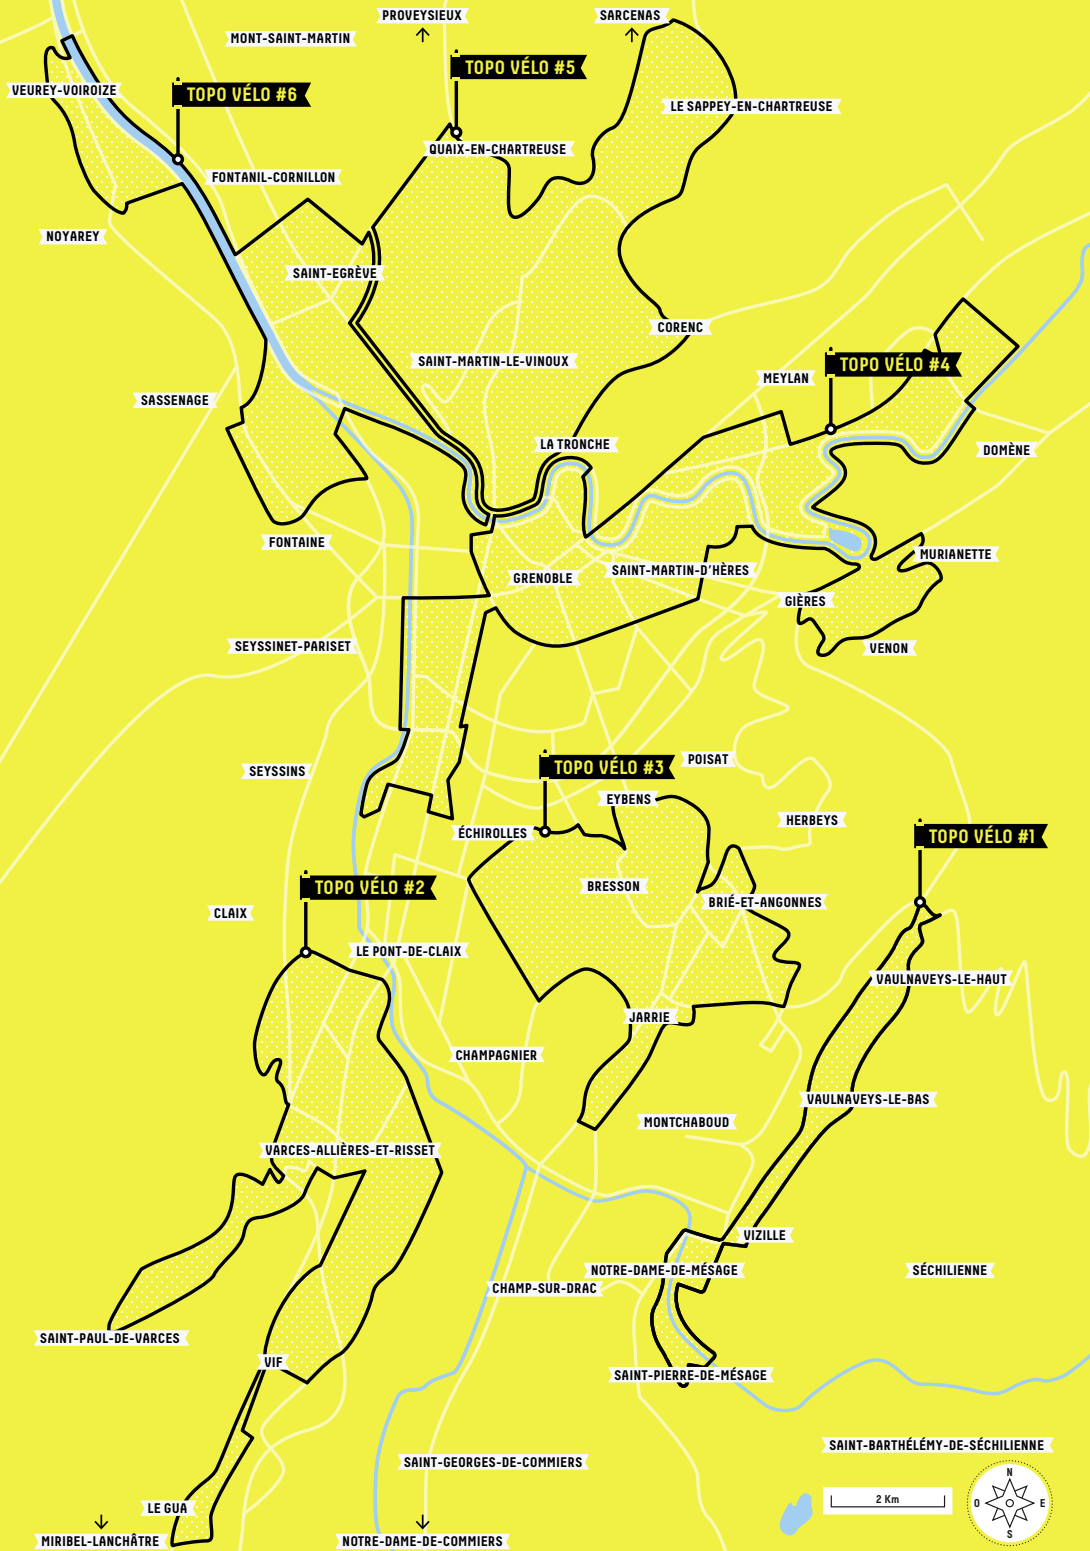 PROVEYSIEUX
SARCENAS
MONT-SAINT-MARTIN
TOPO VÉLO #5
VEUREY-VOIROIZE
TOPO VÉLO #6
LE SAPPEY-EN-CHARTREUSE
QUAIX-EN-CHARTREUSE
FONTANIL-CORNILLON
NOYAREY
SAINT-EGRÈVE
CORENC
SAINT-MARTIN-LE-VINOUX
TOPO VÉLO #4
MEYLAN
SASSENAGE
LA TRONCHE
DOMÈNE
FONTAINE
MURIANETTE
SAINT-MARTIN-D'HÈRES
GRENOBLE
GIÈRES
SEYSSINET-PARISET
VENON
POISAT
TOPO VÉLO #3
SEYSSINS
EYBENS
HERBEYS
ÉCHIROLLES
TOPO VÉLO #1
TOPO VÉLO #2
BRESSON
BRIÉ-ET-ANGONNES
CLAIX
LE PONT-DE-CLAIX
VAULNAVEYS-LE-HAUT
JARRIE
CHAMPAGNIER
VAULNAVEYS-LE-BAS
MONTCHABOUD
VARCES-ALLIÈRES-ET-RISSET
VIZILLE
NOTRE-DAME-DE-MÉSAGE
SÉCHILIENNE
CHAMP-SUR-DRAC
SAINT-PAUL-DE-VARCES
VIF
SAINT-PIERRE-DE-MÉSAGE
SAINT-BARTHÉLÉMY-DE-SÉCHILIENNE
SAINT-GEORGES-DE-COMMIERS
N
2 Km
O
E
LE GUA
S
MIRIBEL-LANCHÂTRE
NOTRE-DAME-DE-COMMIERS